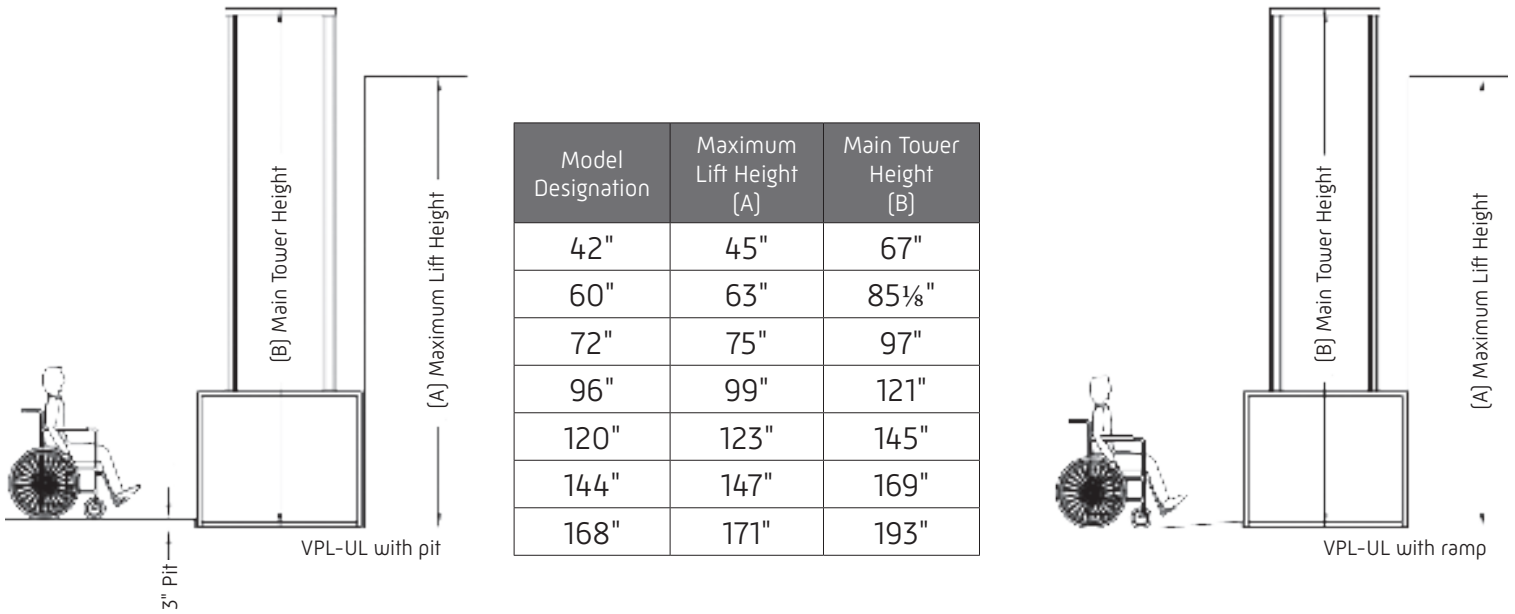 (B) Main Tower Height
(A) Maximum Lift Height
3" Pit
VPL-UL with pit
Model Designation
Maximum Lift Height (A)
Main Tower Height (B)
42" 45" 67"
60" 63" 85⅛"
72" 75" 97"
96" 99" 121"
120" 123" 145"
144" 147" 169"
168" 171" 193"
(B) Main Tower Height
(A) Maximum Lift Height
VPL-UL with ramp